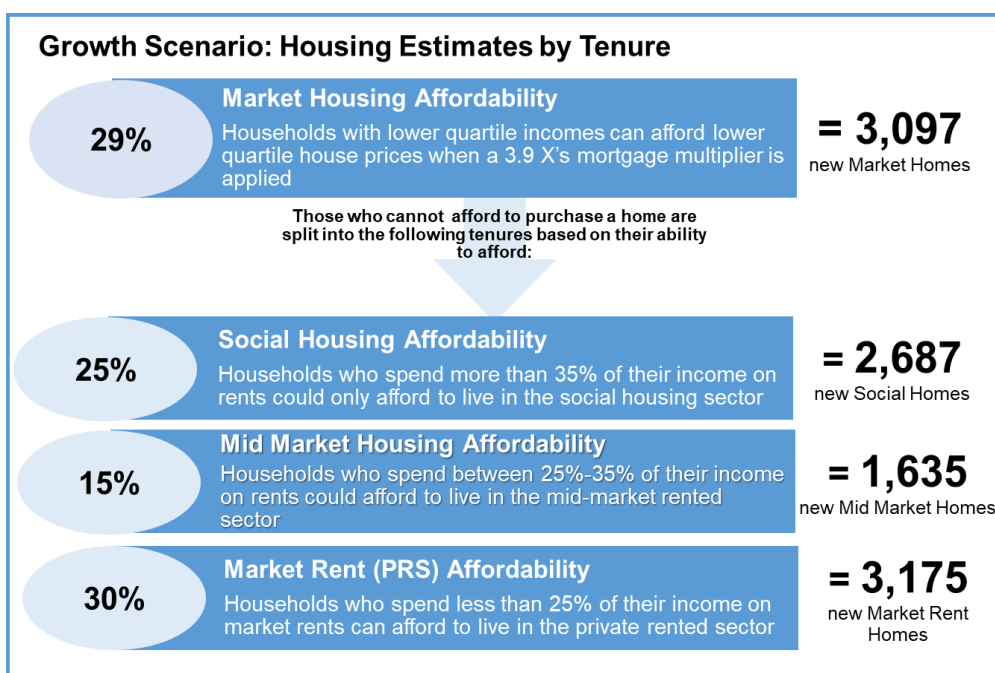 Growth Scenario: Housing Estimates by Tenure
29%
Market Housing Affordability
Households with lower quartile incomes can afford lower
quartile house prices when a 3.9 X’s mortgage multiplier is
applied
= 3,097
new Market Homes
Those who cannot afford to purchase a home are
split into the following tenures based on their ability
to afford:
25%
Social Housing Affordability
Households who spend more than 35% of their income on
rents could only afford to live in the social housing sector
= 2,687
new Social Homes
15%
Mid Market Housing Affordability
Households who spend between 25%-35% of their income
on rents could afford to live in the mid-market rented
sector
= 1,635
new Mid Market Homes
30%
Market Rent (PRS) Affordability
Households who spend less than 25% of their income on
market rents can afford to live in the private rented sector
= 3,175
new Market Rent
Homes